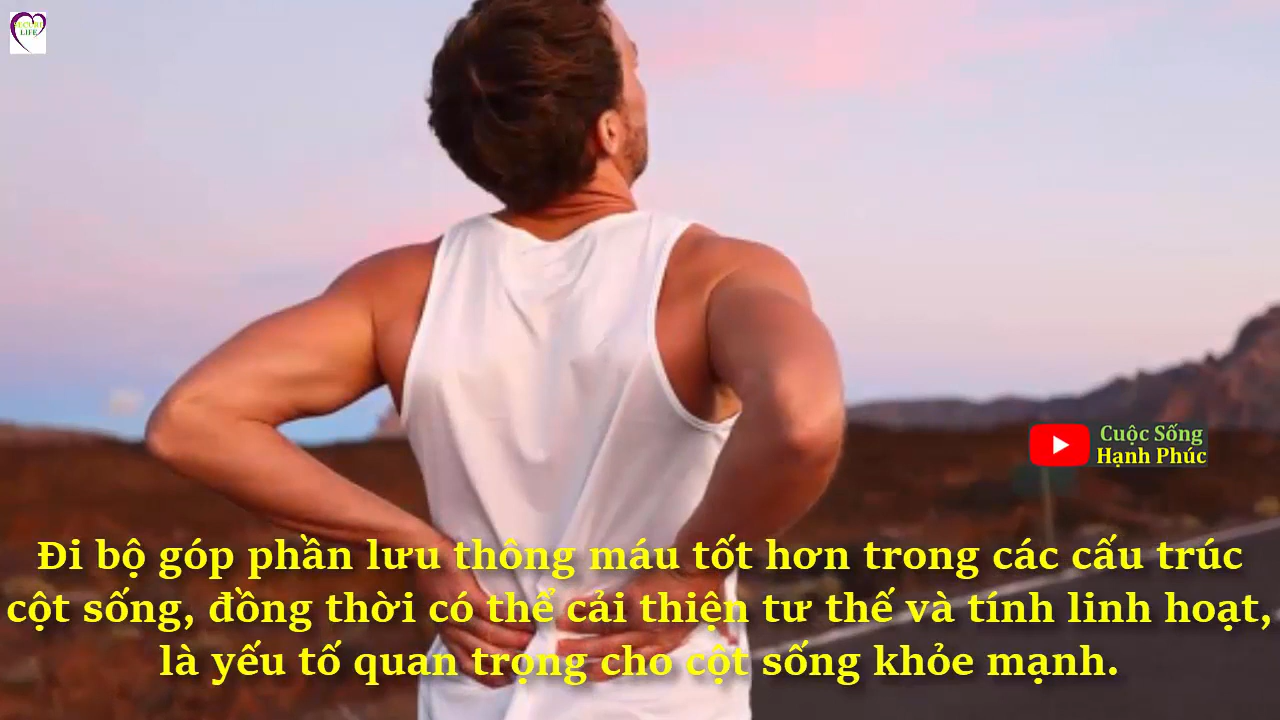 LIFE
Cuộc Sống
Hạnh Phúc
Đi bộ góp phần lưu thông máu tốt hơn trong các cấu trúc
cột sống, đồng thời có thể cải thiện tư thế và tính linh hoạt,
là yếu tố quan trọng cho cột sống khỏe mạnh.